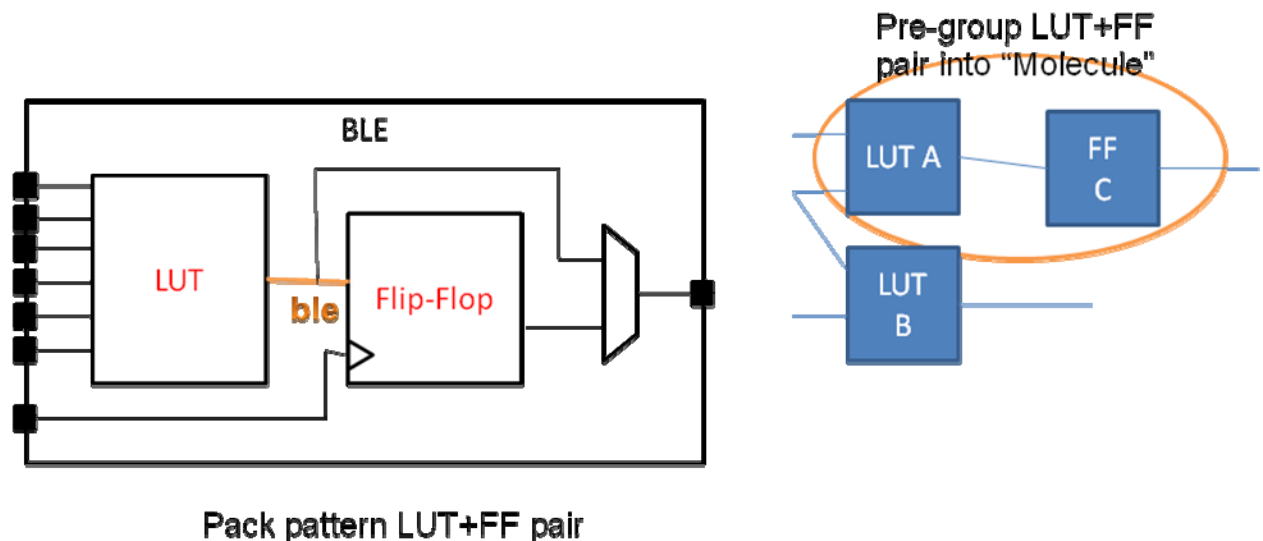 BLE
LUT
ble
Flip-Flop
Pack pattern LUT+FF pair
Pre-group LUT+FF
pair into “Molecule"
LUT A
FF
C
LUT
B